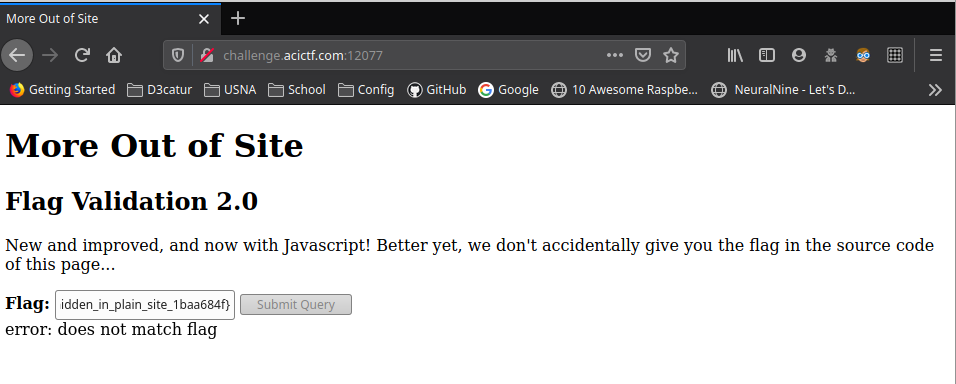 More Out of Site
challenge.acictf.com:12077
Getting Started D3catur USNA School Config GitHub Google 10 Awesome Raspbe... NeuralNine - Let's D...
More Out of Site
Flag Validation 2.0
New and improved, and now with Javascript! Better yet, we don't accidentally give you the flag in the source code
of this page...
Flag: idden_in_plain_site_1baa684f} Submit Query
error: does not match flag